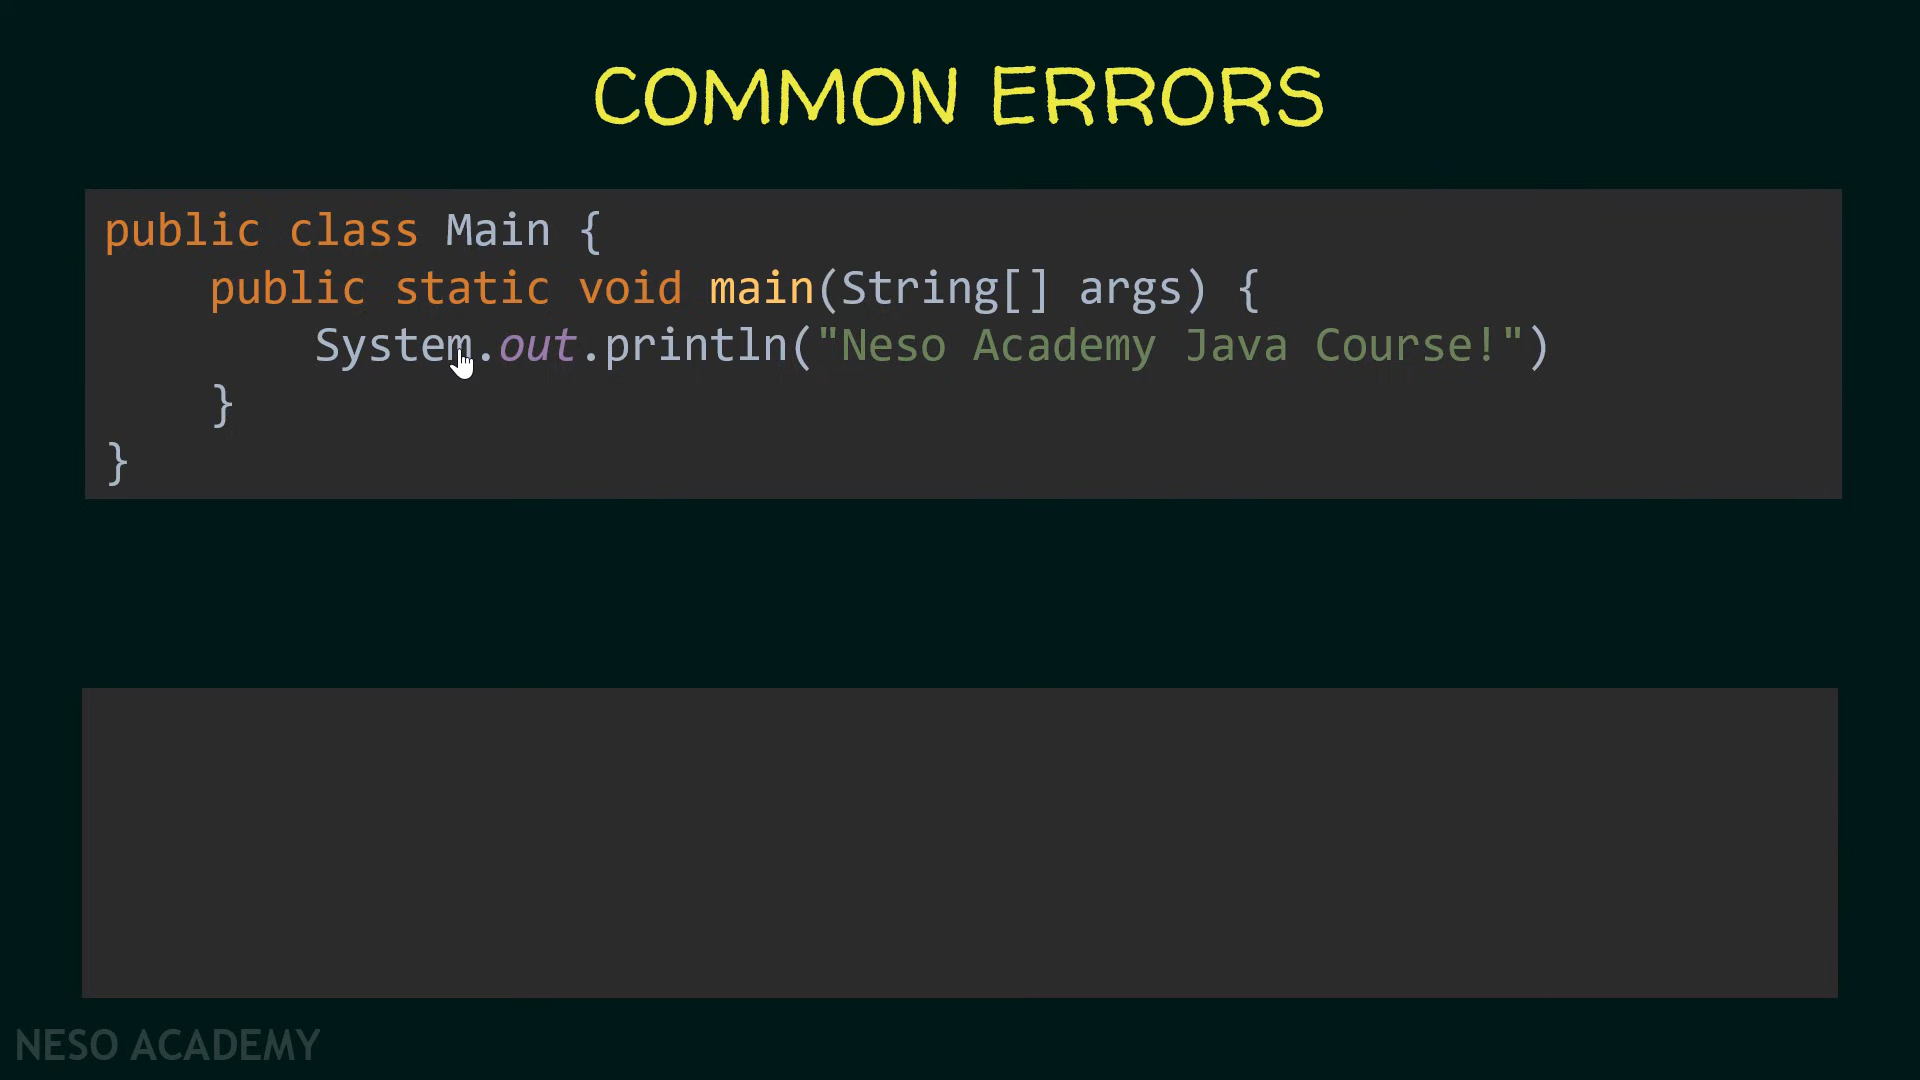 COMMON ERRORS
public class Main {
    public static void main(String[] args) {
        System.out.println("Neso Academy Java Course!")
    }
}
NESO ACADEMY